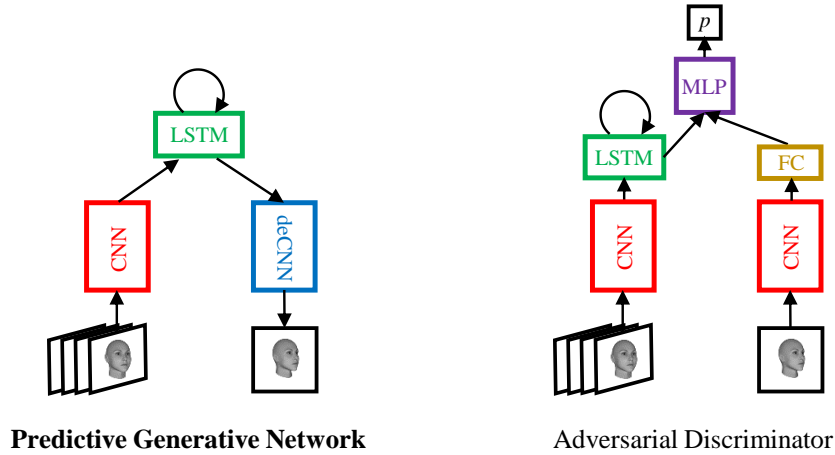 LSTM
CNN
deCNN
Predictive Generative Network
p
MLP
LSTM
FC
CNN
CNN
Adversarial Discriminator